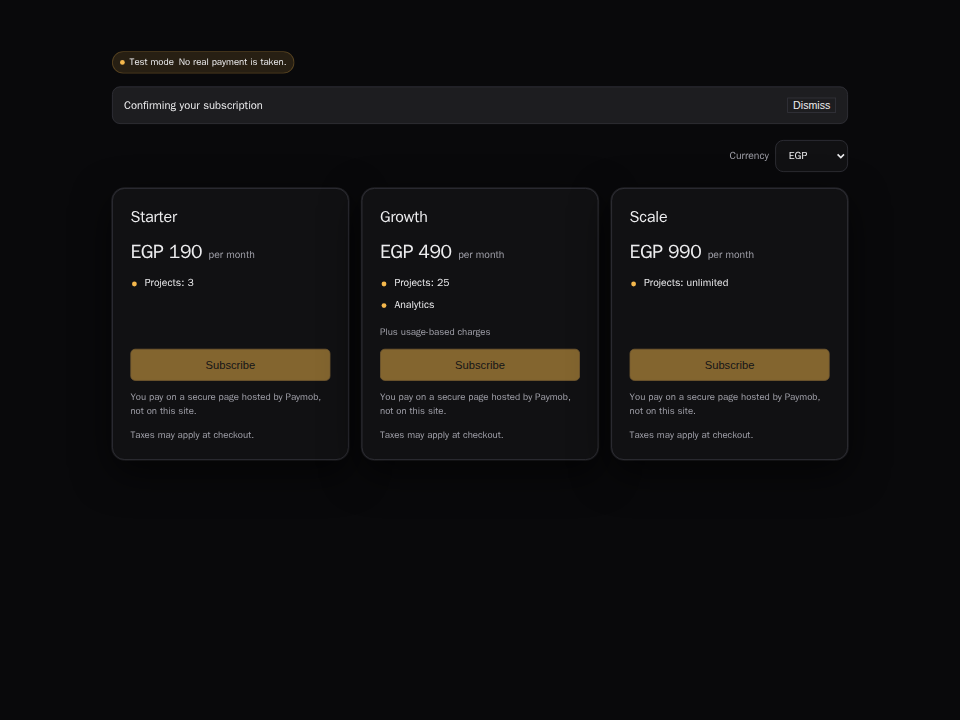 Test mode No real payment is taken.
Confirming your subscription
Dismiss
Currency
EGP
Starter
EGP 190 per month
Projects: 3
Subscribe
You pay on a secure page hosted by Paymob,
not on this site.
Taxes may apply at checkout.
Growth
EGP 490 per month
Projects: 25
Analytics
Plus usage-based charges
Subscribe
You pay on a secure page hosted by Paymob,
not on this site.
Taxes may apply at checkout.
Scale
EGP 990 per month
Projects: unlimited
Subscribe
You pay on a secure page hosted by Paymob,
not on this site.
Taxes may apply at checkout.